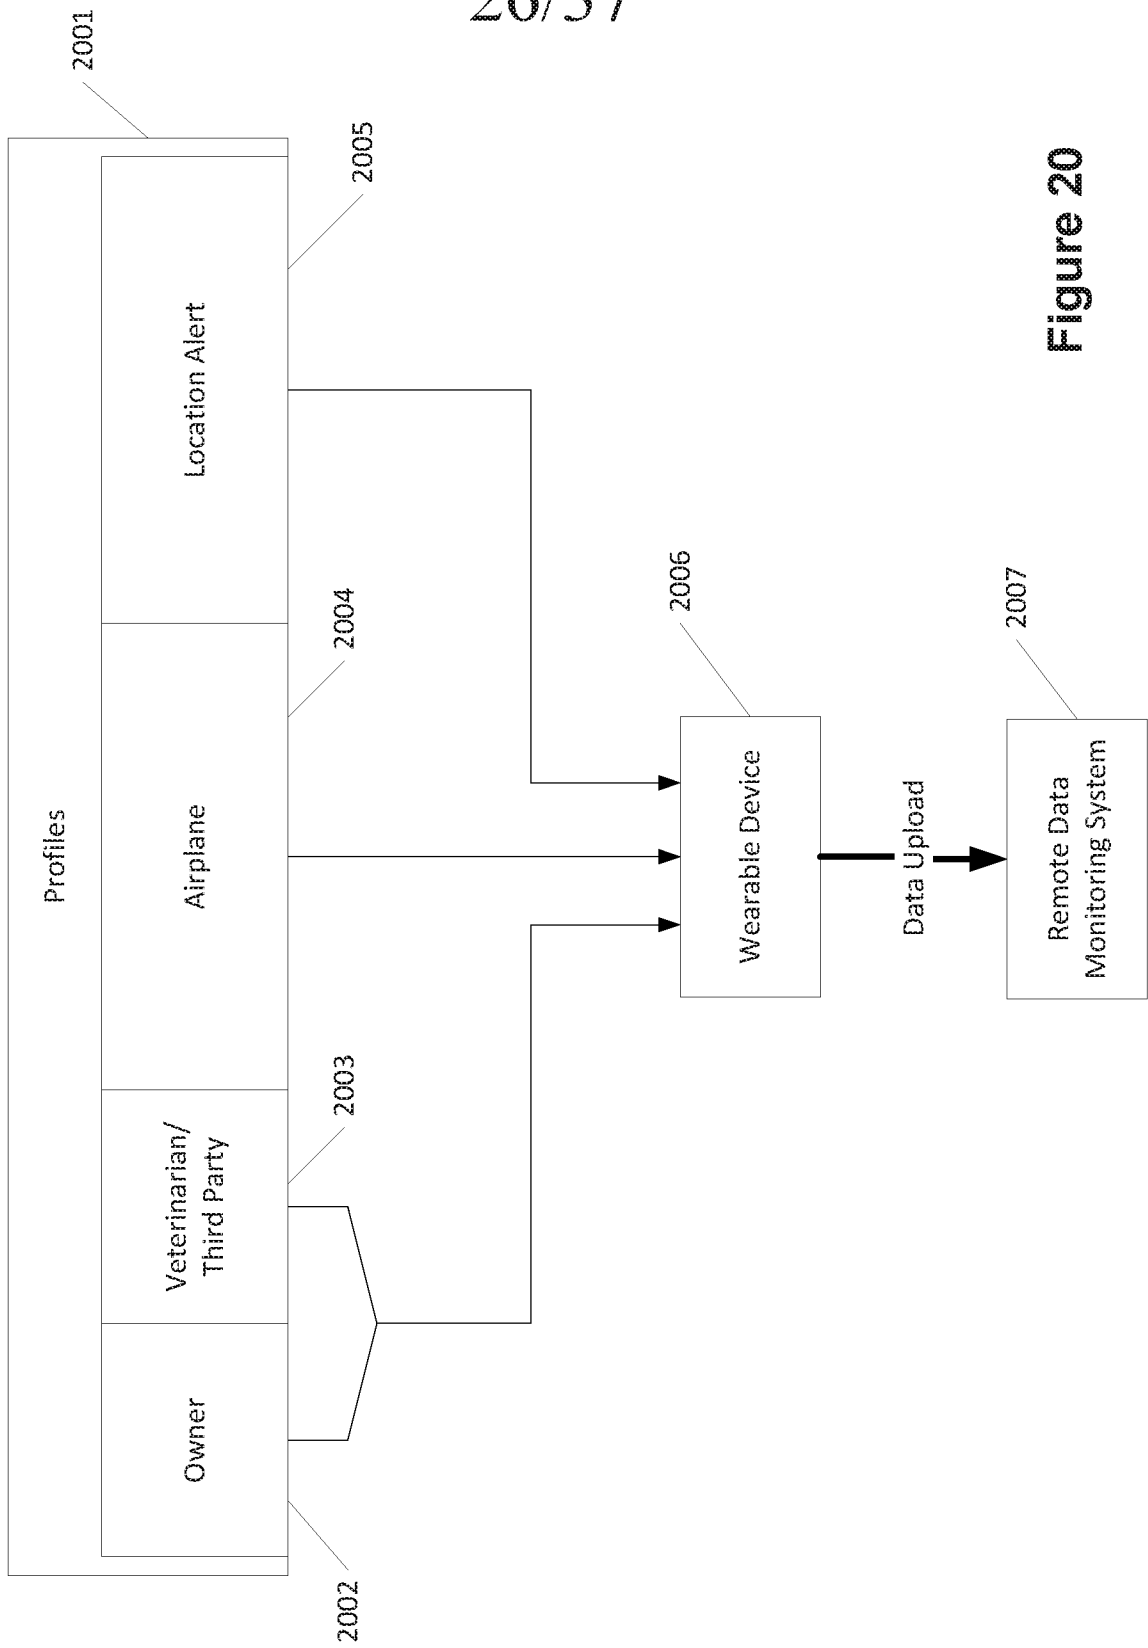 26/37
Profiles
2001
Owner
Veterinarian/
Third Party
Airplane
Location Alert
2002
2003
2004
2005
Wearable Device
2006
Data Upload
Remote Data
Monitoring System
2007
Figure 20